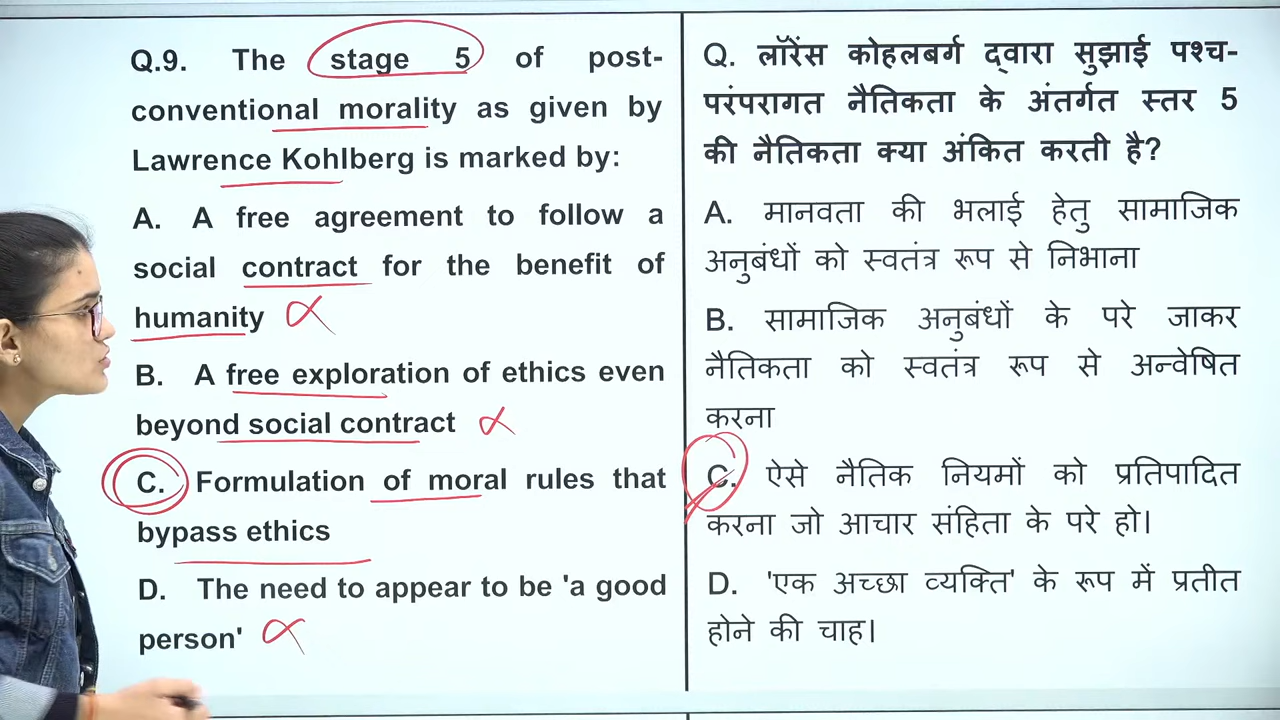 Q.9. The stage 5 of post-
conventional morality as given by
Lawrence Kohlberg is marked by:
A. A free agreement to follow a
social contract for the benefit of
humanity
B. A free exploration of ethics even
beyond social contract
C. Formulation of moral rules that
bypass ethics
D. The need to appear to be 'a good
person'
Q. लॉरेंस कोहलबर्ग द्वारा सुझाई पश्च-
परंपरागत नैतिकता के अंतर्गत स्तर 5
की नैतिकता क्या अंकित करती है?
A. मानवता की भलाई हेतु सामाजिक
अनुबंधों को स्वतंत्र रूप से निभाना
B. सामाजिक अनुबंधों के परे जाकर
नैतिकता को स्वतंत्र रूप से अन्वेषित
करना
C. ऐसे नैतिक नियमों को प्रतिपादित
करना जो आचार संहिता के परे हो।
D. 'एक अच्छा व्यक्ति' के रूप में प्रतीत
होने की चाह।